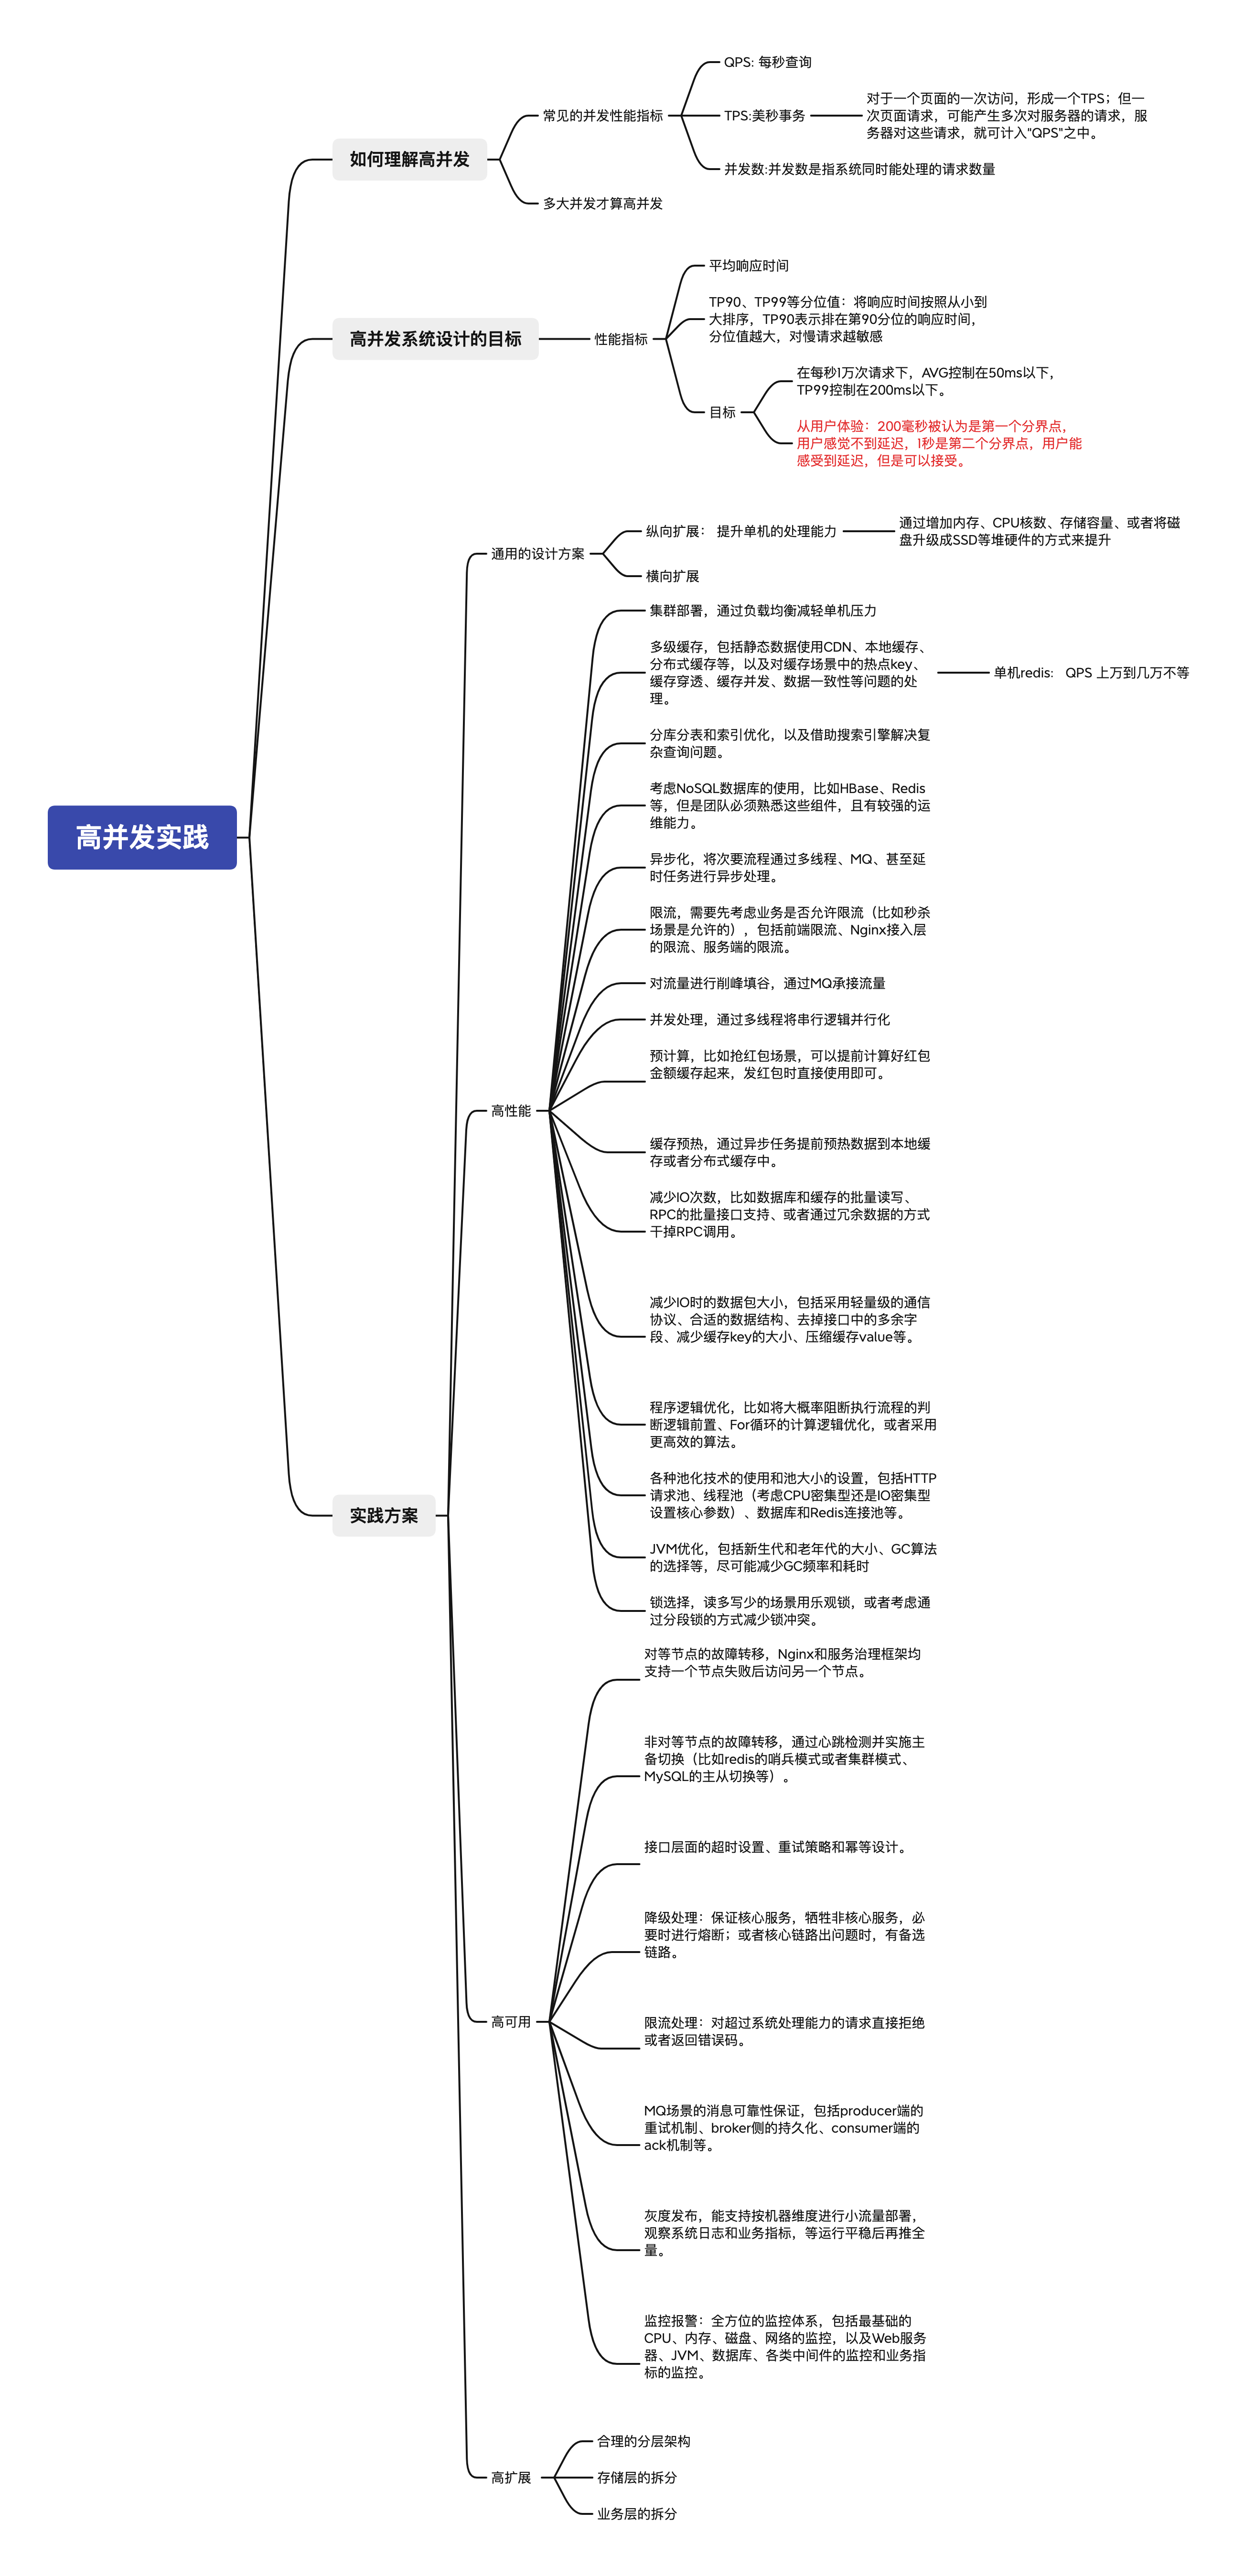 高并发实践
如何理解高并发
常见的并发性能指标
QPS: 每秒查询
TPS:美秒事务
对于一个页面的一次访问，形成一个TPS；但一
次页面请求，可能产生多次对服务器的请求，服
务器对这些请求，就可计入"QPS"之中。
并发数:并发数是指系统同时能处理的请求数量
多大并发才算高并发
高并发系统设计的目标
性能指标
平均响应时间
TP90、TP99等分位值：将响应时间按照从小到
大排序，TP90表示排在第90分位的响应时间，
分位值越大，对慢请求越敏感
目标
在每秒1万次请求下，AVG控制在50ms以下，
TP99控制在200ms以下。
从用户体验：200毫秒被认为是第一个分界点，
用户感觉不到延迟，1秒是第二个分界点，用户能
感受到延迟，但是可以接受。
实践方案
通用的设计方案
纵向扩展： 提升单机的处理能力
通过增加内存、CPU核数、存储容量、或者将磁
盘升级成SSD等堆硬件的方式来提升
横向扩展
高性能
集群部署，通过负载均衡减轻单机压力
多级缓存，包括静态数据使用CDN、本地缓存、
分布式缓存等，以及对缓存场景中的热点key、
缓存穿透、缓存并发、数据一致性等问题的处
理。
单机redis: QPS 上万到几万不等
分库分表和索引优化，以及借助搜索引擎解决复
杂查询问题。
考虑NoSQL数据库的使用，比如HBase、Redis
等，但是团队必须熟悉这些组件，且有较强的运
维能力。
异步化，将次要流程通过多线程、MQ、甚至延
时任务进行异步处理。
限流，需要先考虑业务是否允许限流（比如秒杀
场景是允许的），包括前端限流、Nginx接入层
的限流、服务端的限流。
对流量进行削峰填谷，通过MQ承接流量
并发处理，通过多线程将串行逻辑并行化
预计算，比如抢红包场景，可以提前计算好红包
金额缓存起来，发红包时直接使用即可。
缓存预热，通过异步任务提前预热数据到本地缓
存或者分布式缓存中。
减少IO次数，比如数据库和缓存的批量读写、
RPC的批量接口支持、或者通过冗余数据的方式
干掉RPC调用。
减少IO时的数据包大小，包括采用轻量级的通信
协议、合适的数据结构、去掉接口中的多余字
段、减少缓存key的大小、压缩缓存value等。
程序逻辑优化，比如将大概率阻断执行流程的判
断逻辑前置、For循环的计算逻辑优化，或者采用
更高效的算法。
各种池化技术的使用和池大小的设置，包括HTTP
请求池、线程池（考虑CPU密集型还是IO密集型
设置核心参数）、数据库和Redis连接池等。
JVM优化，包括新生代和老年代的大小、GC算法
的选择等，尽可能减少GC频率和耗时
锁选择，读多写少的场景用乐观锁，或者考虑通
过分段锁的方式减少锁冲突。
高可用
对等节点的故障转移，Nginx和服务治理框架均
支持一个节点失败后访问另一个节点。
非对等节点的故障转移，通过心跳检测并实施主
备切换（比如redis的哨兵模式或者集群模式、
MySQL的主从切换等）。
接口层面的超时设置、重试策略和幂等设计。
降级处理：保证核心服务，牺牲非核心服务，必
要时进行熔断；或者核心链路出问题时，有备选
链路。
限流处理：对超过系统处理能力的请求直接拒绝
或者返回错误码。
MQ场景的消息可靠性保证，包括producer端的
重试机制、broker侧的持久化、consumer端的
ack机制等。
灰度发布，能支持按机器维度进行小流量部署，
观察系统日志和业务指标，等运行平稳后再推全
量。
监控报警：全方位的监控体系，包括最基础的
CPU、内存、磁盘、网络的监控，以及Web服务
器、JVM、数据库、各类中间件的监控和业务指
标的监控。
高扩展
合理的分层架构
存储层的拆分
业务层的拆分